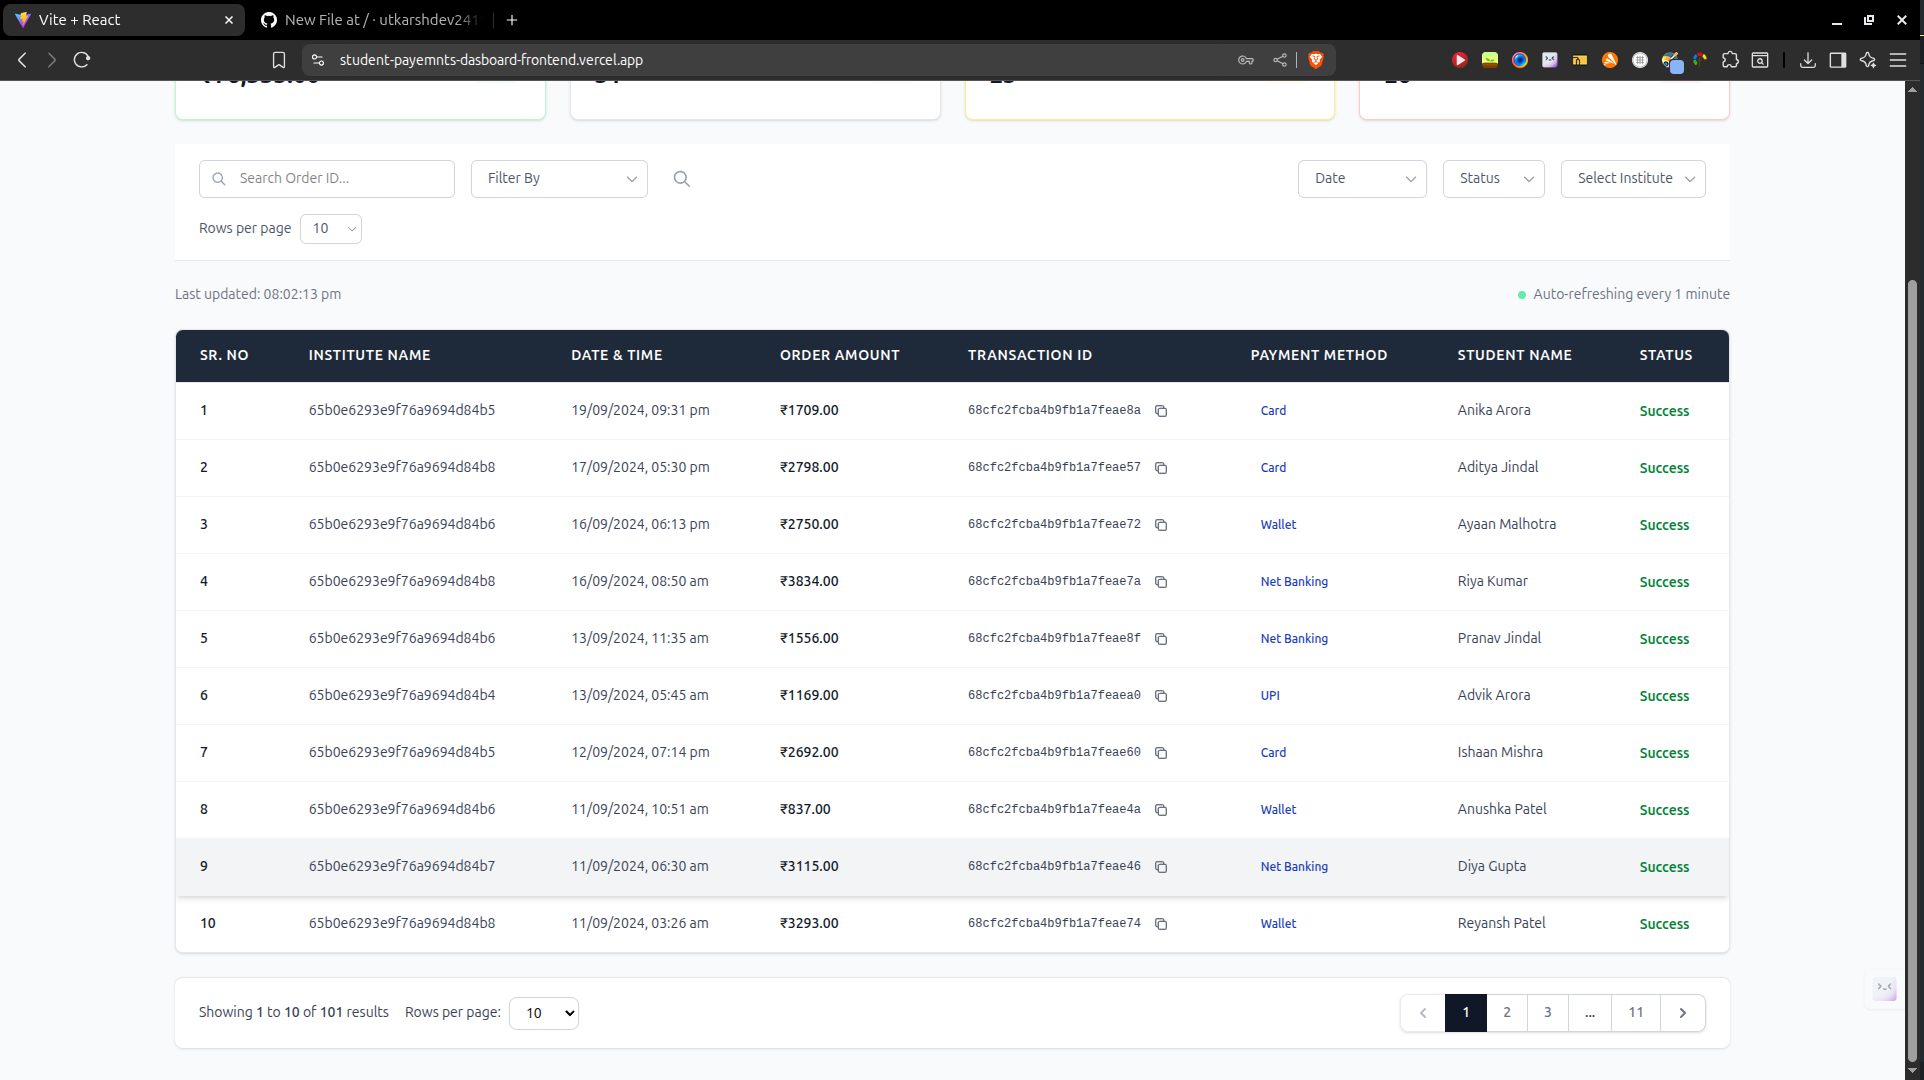 Vite + React
New File at / · utkarshdev241
student-payemnts-dasboard-frontend.vercel.app
Search Order ID... Filter By Date Status Select Institute
Rows per page 10
Last updated: 08:02:13 pm Auto-refreshing every 1 minute
SR. NO INSTITUTE NAME DATE & TIME ORDER AMOUNT TRANSACTION ID PAYMENT METHOD STUDENT NAME STATUS
1 65b0e6293e9f76a9694d84b5 19/09/2024, 09:31 pm ₹1709.00 68cfc2fcba4b9fb1a7feae8a Card Anika Arora Success
2 65b0e6293e9f76a9694d84b8 17/09/2024, 05:30 pm ₹2798.00 68cfc2fcba4b9fb1a7feae57 Card Aditya Jindal Success
3 65b0e6293e9f76a9694d84b6 16/09/2024, 06:13 pm ₹2750.00 68cfc2fcba4b9fb1a7feae72 Wallet Ayaan Malhotra Success
4 65b0e6293e9f76a9694d84b8 16/09/2024, 08:50 am ₹3834.00 68cfc2fcba4b9fb1a7feae7a Net Banking Riya Kumar Success
5 65b0e6293e9f76a9694d84b6 13/09/2024, 11:35 am ₹1556.00 68cfc2fcba4b9fb1a7feae8f Net Banking Pranav Jindal Success
6 65b0e6293e9f76a9694d84b4 13/09/2024, 05:45 am ₹1169.00 68cfc2fcba4b9fb1a7feaea0 UPI Advik Arora Success
7 65b0e6293e9f76a9694d84b5 12/09/2024, 07:14 pm ₹2692.00 68cfc2fcba4b9fb1a7feae60 Card Ishaan Mishra Success
8 65b0e6293e9f76a9694d84b6 11/09/2024, 10:51 am ₹837.00 68cfc2fcba4b9fb1a7feae4a Wallet Anushka Patel Success
9 65b0e6293e9f76a9694d84b7 11/09/2024, 06:30 am ₹3115.00 68cfc2fcba4b9fb1a7feae46 Net Banking Diya Gupta Success
10 65b0e6293e9f76a9694d84b8 11/09/2024, 03:26 am ₹3293.00 68cfc2fcba4b9fb1a7feae74 Wallet Reyansh Patel Success
Showing 1 to 10 of 101 results Rows per page: 10 1 2 3 ... 11